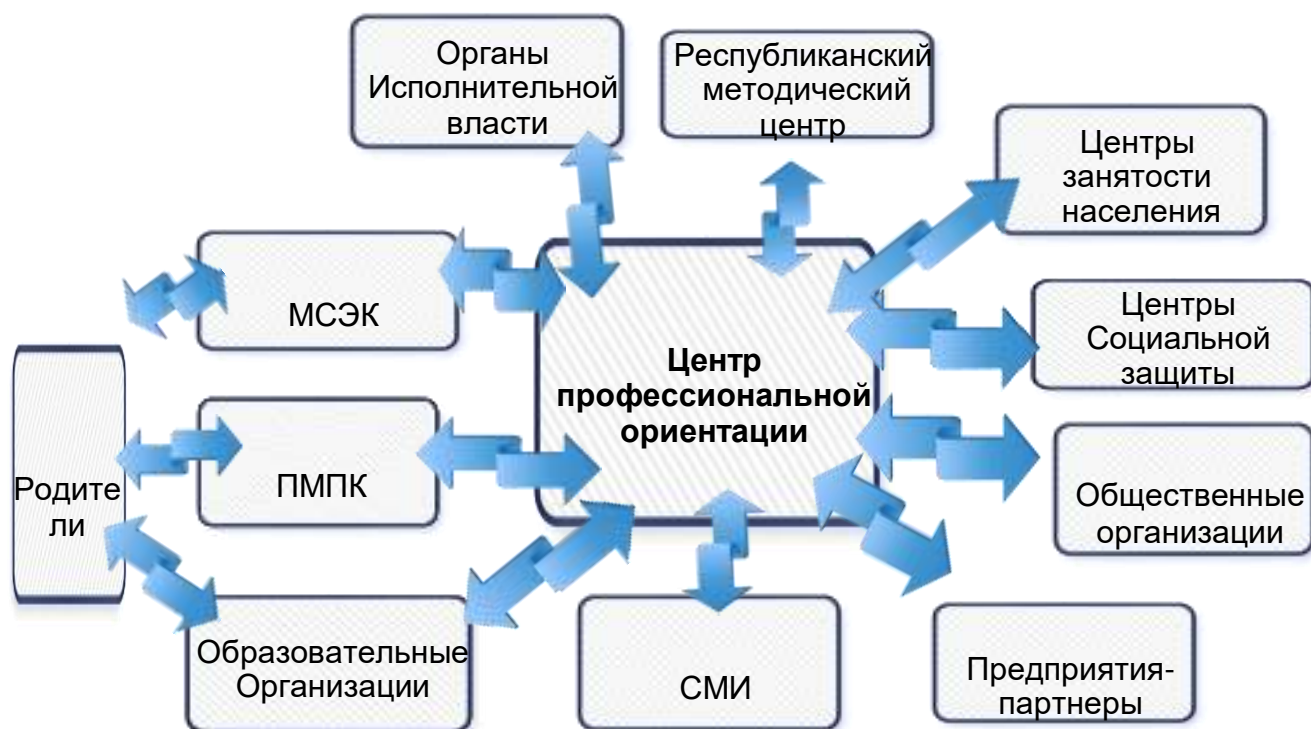 Органы
Исполнительной
власти
Республиканский
методический
центр
Центры
занятости
населения
МСЭК
Центры
Социальной
защиты
Центр
профессиональной
ориентации
Родите
ли
ПМПК
Общественные
организации
Образовательные
Организации
СМИ
Предприятия-
партнеры